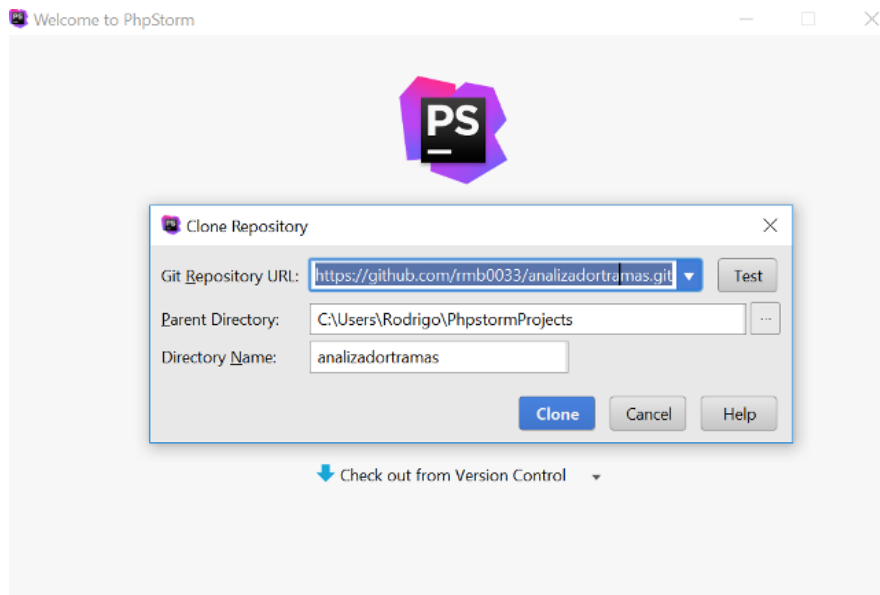 Welcome to PhpStorm
PS
Clone Repository
Git Repository URL: https://github.com/rmb0033/analizadortramas.git Test
Parent Directory: C:\Users\Rodrigo\PhpstormProjects ...
Directory Name: analizadortramas
Clone Cancel Help
Check out from Version Control